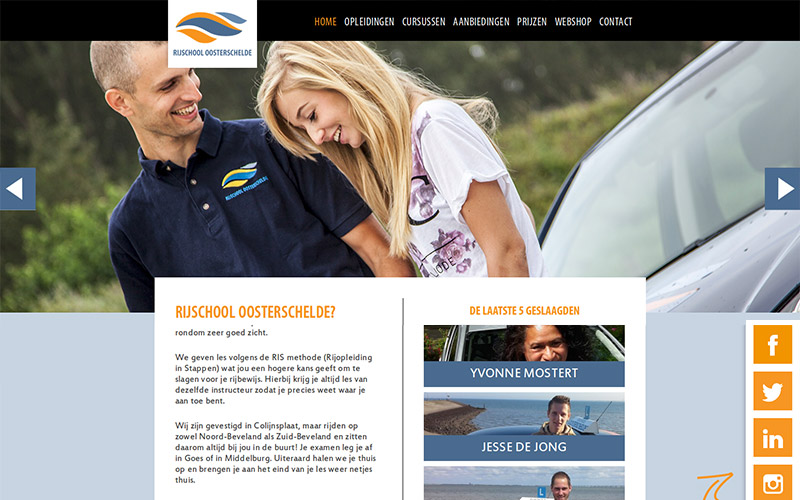 RIJSCHOOL OOSTERSCHELDE
HOME OPLEIDINGEN CURSUSSEN AANBIEDINGEN PRIJZEN WEBSHOP CONTACT
RIJSCHOOL OOSTERSCHELDE
RIJSCHOOL OOSTERSCHELDE?
rondom zeer goed zicht.
We geven les volgens de RIS methode (Rijopleiding
in Stappen) wat jou een hogere kans geeft om te
slagen voor je rijbewijs. Hierbij krijg je altijd les van
dezelfde instructeur zodat je precies weet waar je
aan toe bent.
Wij zijn gevestigd in Colijnsplaat, maar rijden op
zowel Noord-Beveland als Zuid-Beveland en zitten
daarom altijd bij jou in de buurt! Je examen leg je af
in Goes of in Middelburg. Uiteraard halen we je thuis
op en brengen je aan het eind van je les weer netjes
thuis.
DE LAATSTE 5 GESLAAGDEN
YVONNE MOSTERT
JESSE DE JONG
L